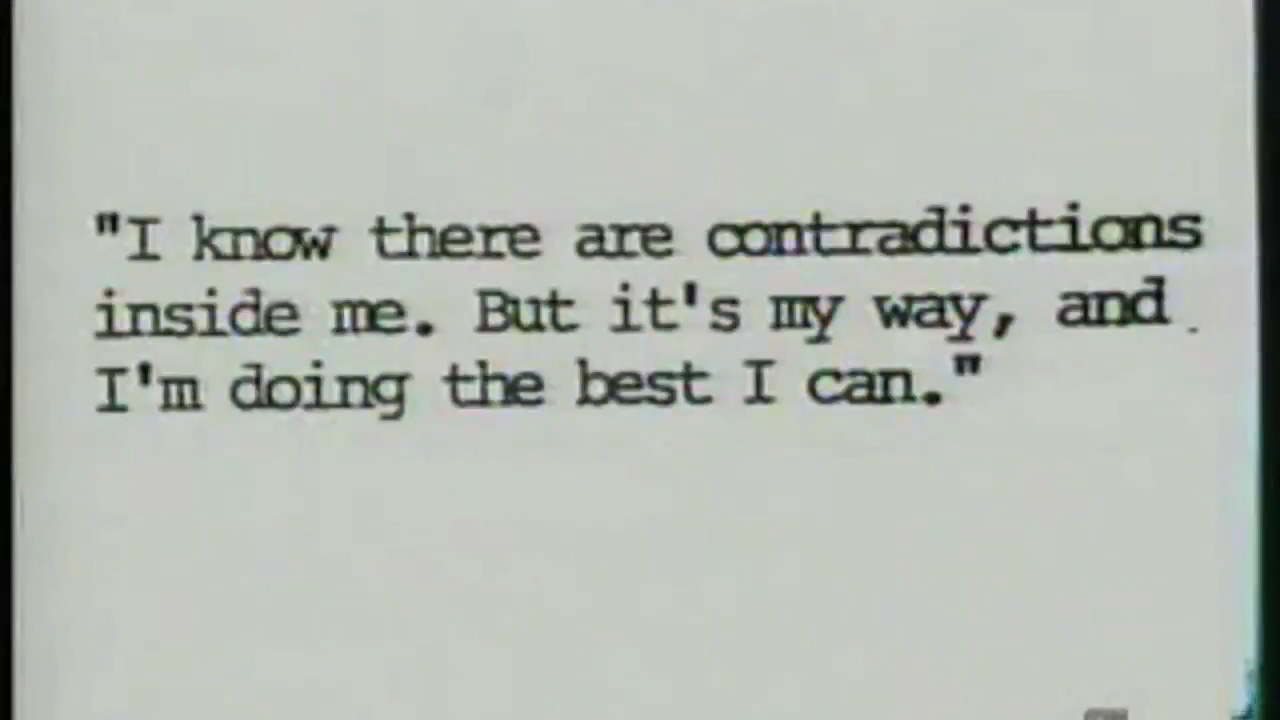 "I know there are contradictions
inside me. But it's my way, and
I'm doing the best I can."